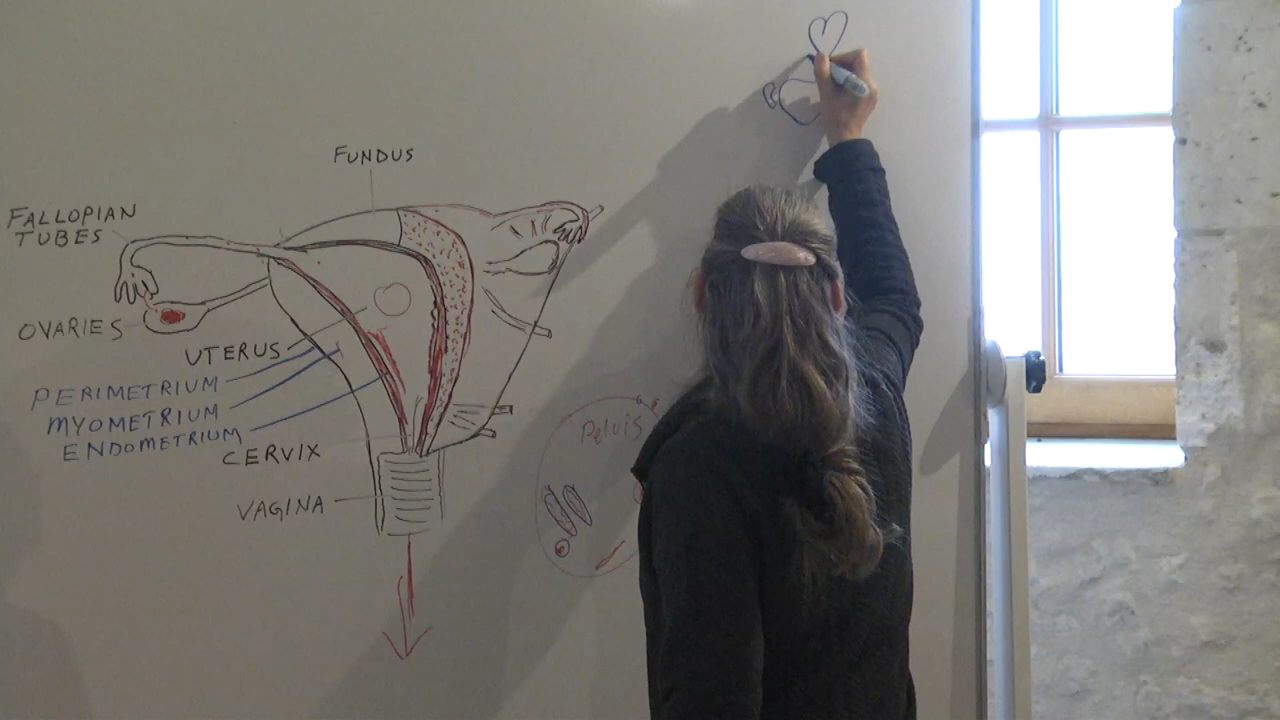 FUNDUS
FALLOPIAN
TUBES
OVARIES
UTERUS
PERIMETRIUM
MYOMETRIUM
ENDOMETRIUM
CERVIX
VAGINA
Pelvis